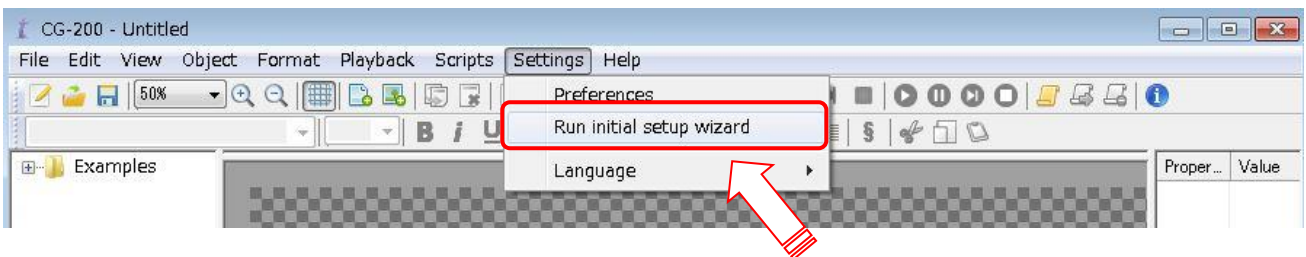 CG-200 - Untitled
File Edit View Object Format Playback Scripts Settings Help
50%
Preferences
B i U
Run initial setup wizard
§
Examples
Language
Proper... Value